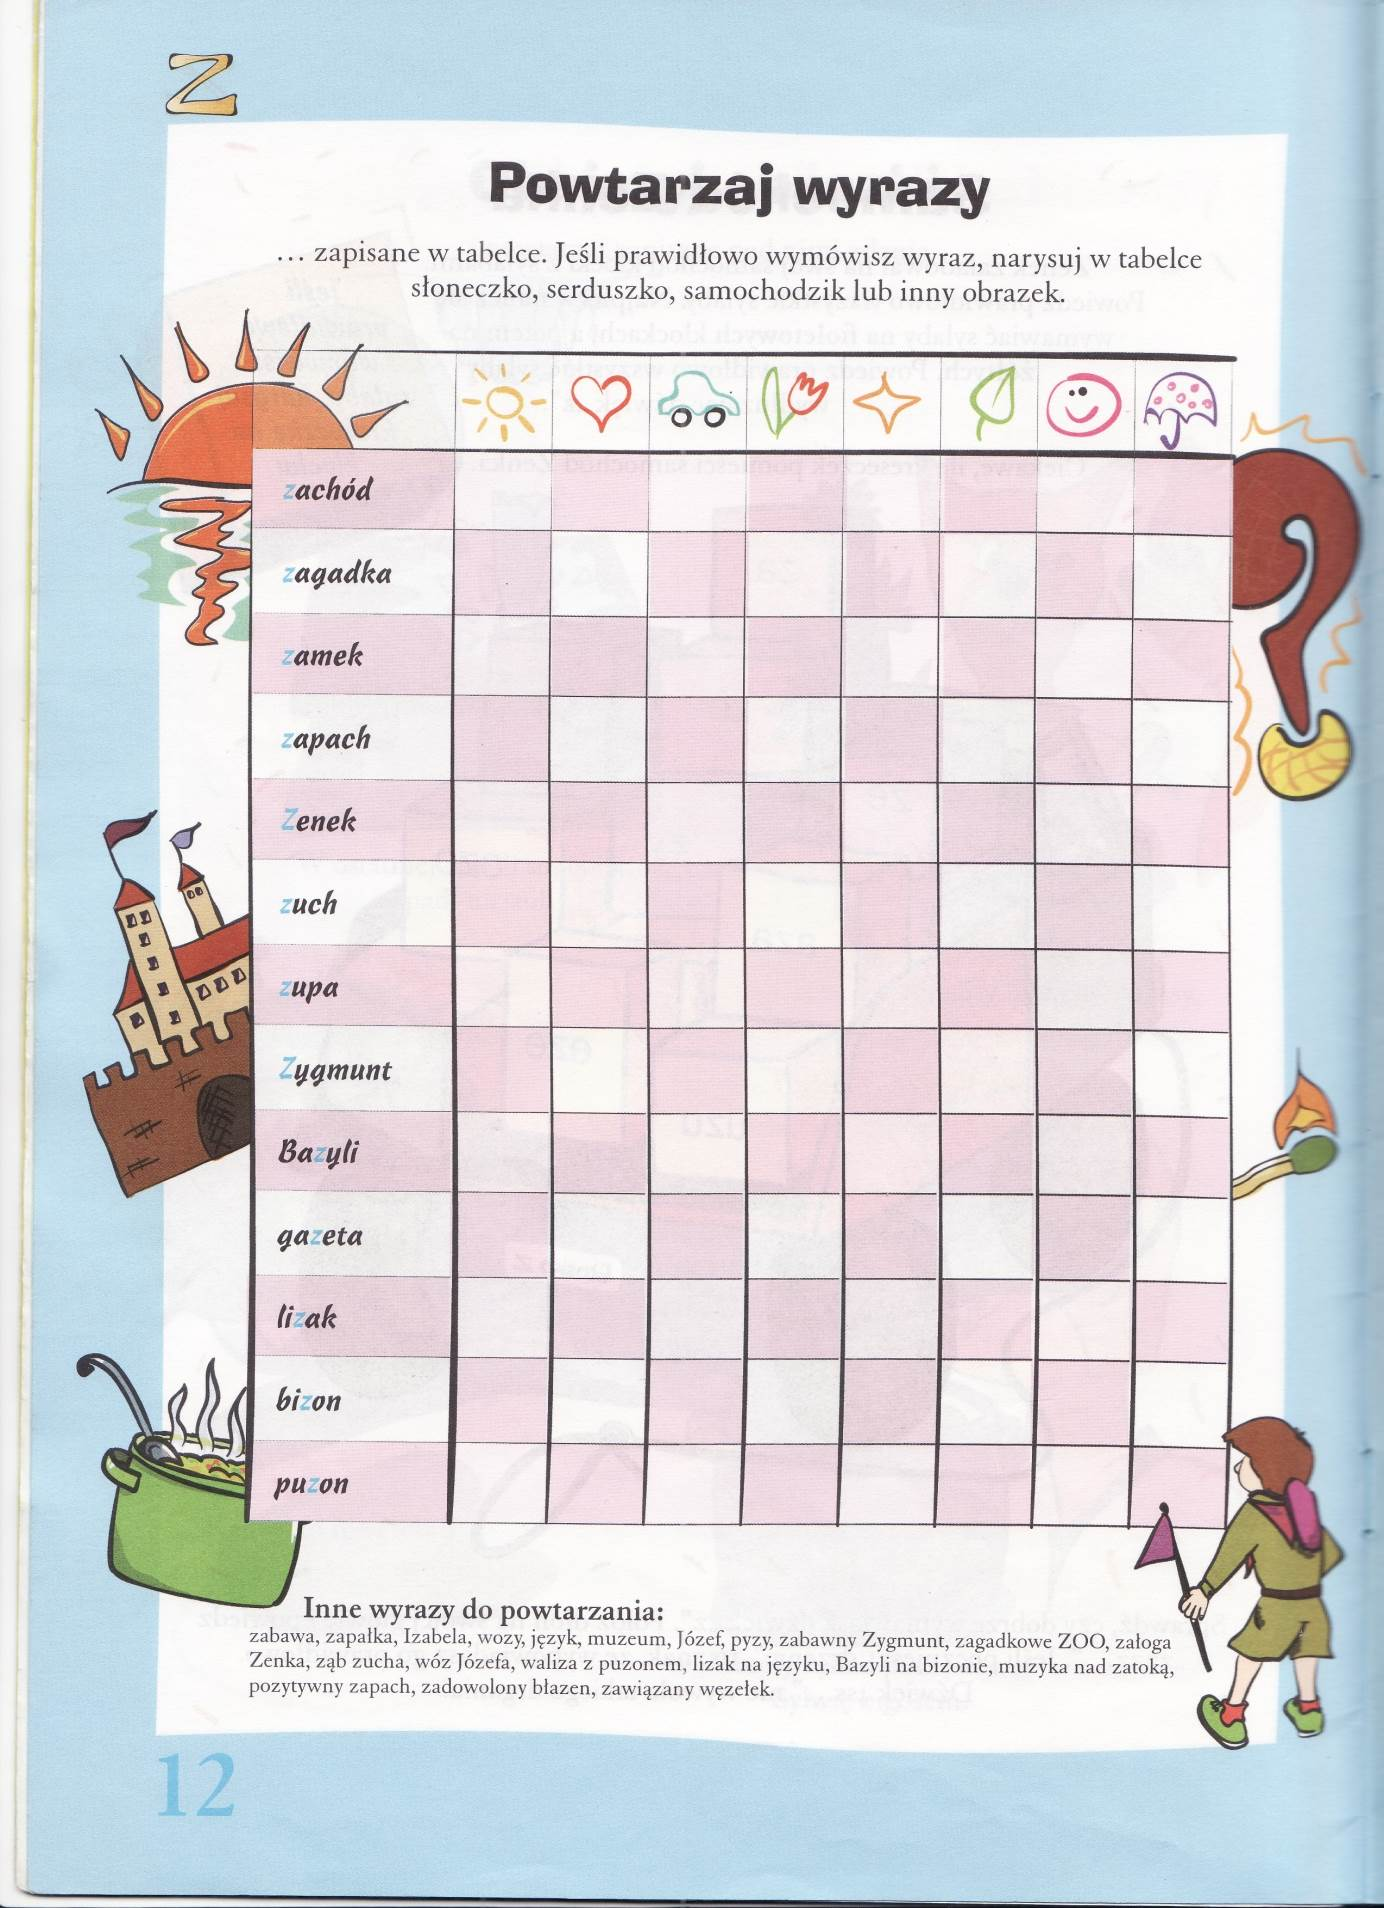 Z
Powtarzaj wyrazy
... zapisane w tabelce. Jeśli prawidłowo wymówisz wyraz, narysuj w tabelce
słoneczko, serduszko, samochodzik lub inny obrazek.
zachód
zagadka
zamek
zapach
Zenek
zuch
zupa
Zygmunt
Bazyli
gazeta
lizak
bizon
puzon
Inne wyrazy do powtarzania:
zabawa, zapałka, Izabela, wozy, język, muzeum, Józef, pyzy, zabawny Zygmunt, zagadkowe ZOO, załoga
Zenka, ząb zucha, wóz Józefa, waliza z puzonem, lizak na języku, Bazyli na bizonie, muzyka nad zatoką,
pozytywny zapach, zadowolony błazen, zawiązany węzełek.
12